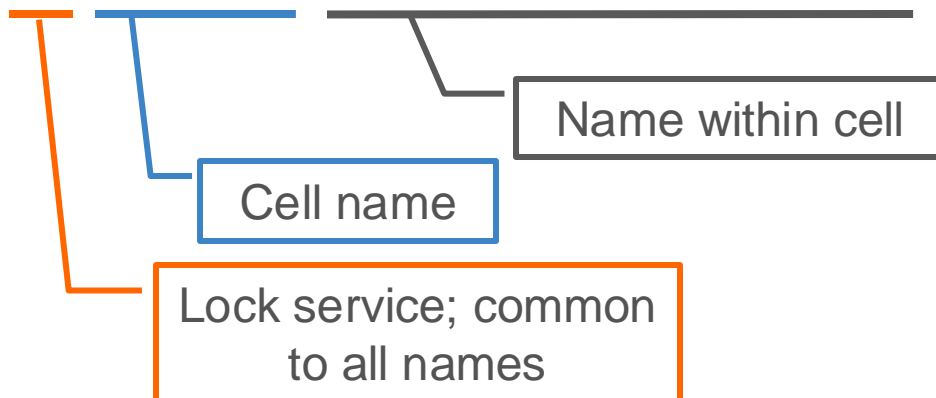 Name within cell
Cell name
Lock service; common
to all names